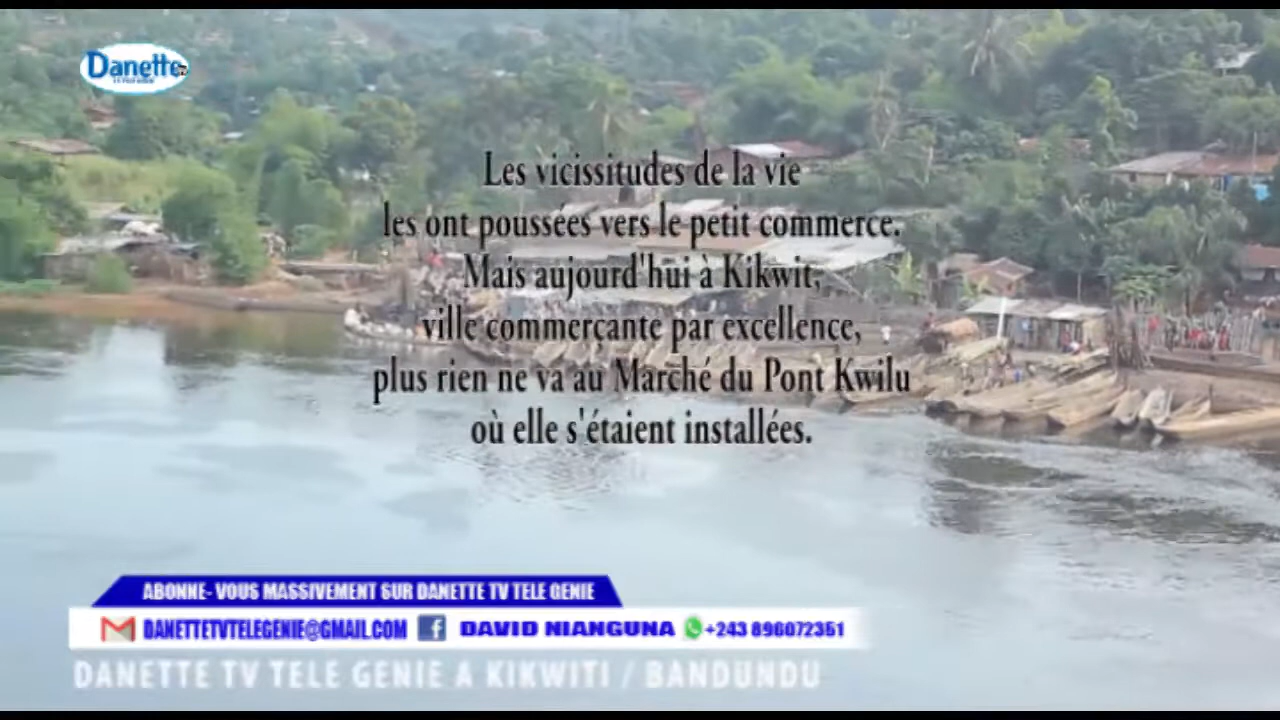 Danette
Les vicissitudes de la vie
les ont poussées vers le petit commerce.
Mais aujourd'hui à Kikwit,
ville commerçante par excellence,
plus rien ne va au Marché du Pont Kwilu
où elle s'étaient installées.
ABONNE- VOUS MASSIVEMENT SUR DANETTE TV TELE GENIE
DANETTETVTELEGENIE@GMAIL.COM DAVID NIANGUNA +243 896072351
DANETTE TV TELE GENIE A KIKWITI / BANDUNDU